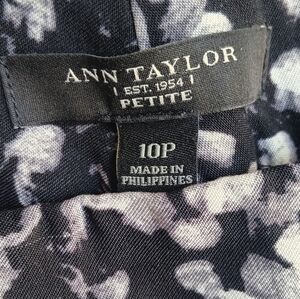 ANN TAYLOR
| EST. 1954 |
PETITE
10P
MADE IN
PHILIPPINES